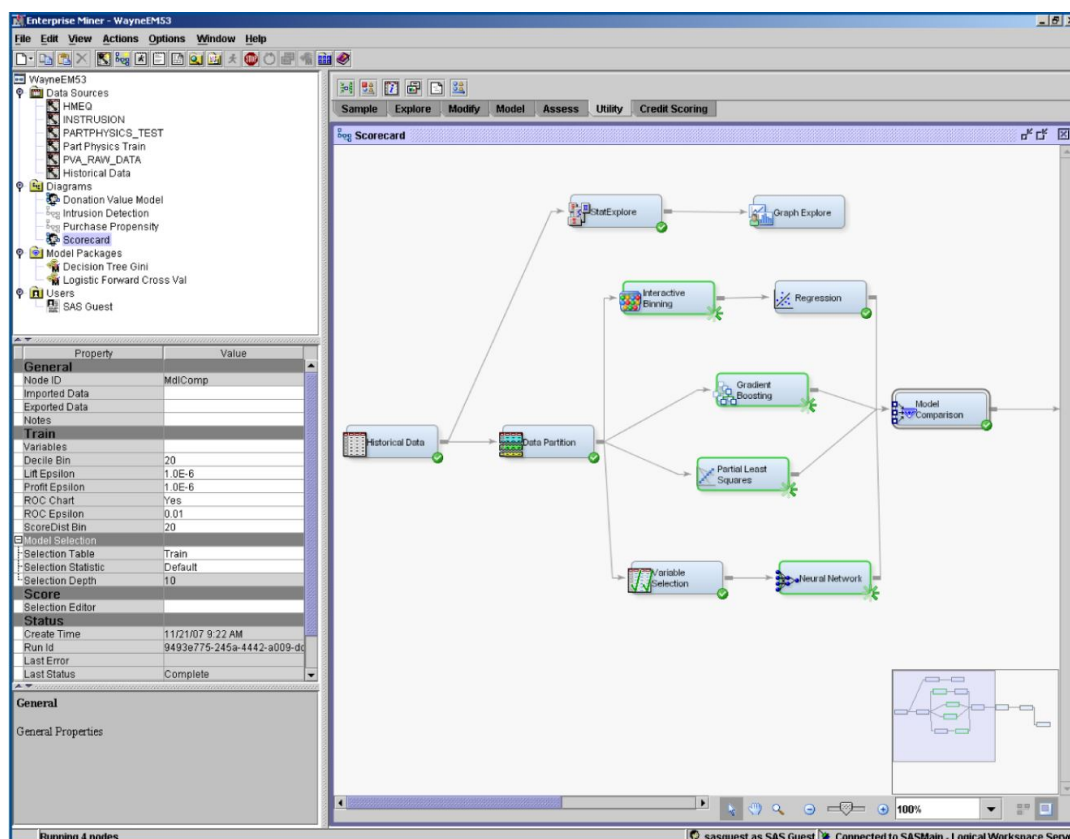 Enterprise Miner - WayneEM53
File Edit View Actions Options Window Help
WayneEM53
Data Sources
HMEQ
INSTRUSION
PARTPHYSICS_TEST
Part Physics Train
PVA_RAW_DATA
Historical Data
Diagrams
Donation Value Model
Intrusion Detection
Purchase Propensity
Scorecard
Model Packages
Decision Tree Gini
Logistic Forward Cross Val
Users
SAS Guest
Property Value
General
Node ID MdlComp
Imported Data
Exported Data
Notes
Train
Variables
Decile Bin 20
Lift Epsilon 1.0E-6
Profit Epsilon 1.0E-6
ROC Chart Yes
ROC Epsilon 0.01
ScoreDist Bin 20
Model Selection
Selection Table Train
Selection Statistic Default
Selection Depth 10
Score
Selection Editor
Status
Create Time 11/21/07 9:22 AM
Run Id 9493e775-245a-4442-a009-dc
Last Error
Last Status Complete
General
General Properties
Sample Explore Modify Model Assess Utility Credit Scoring
Scorecard
StatExplore
Graph Explore
Interactive
Binning
Regression
Gradient
Boosting
Model
Comparison
Historical Data
Data Partition
Partial Least
Squares
Variable
Selection
Neural Network
100%
Running 4 nodes
sasguest as SAS Guest Connected to SASMain - Logical Workspace Serve